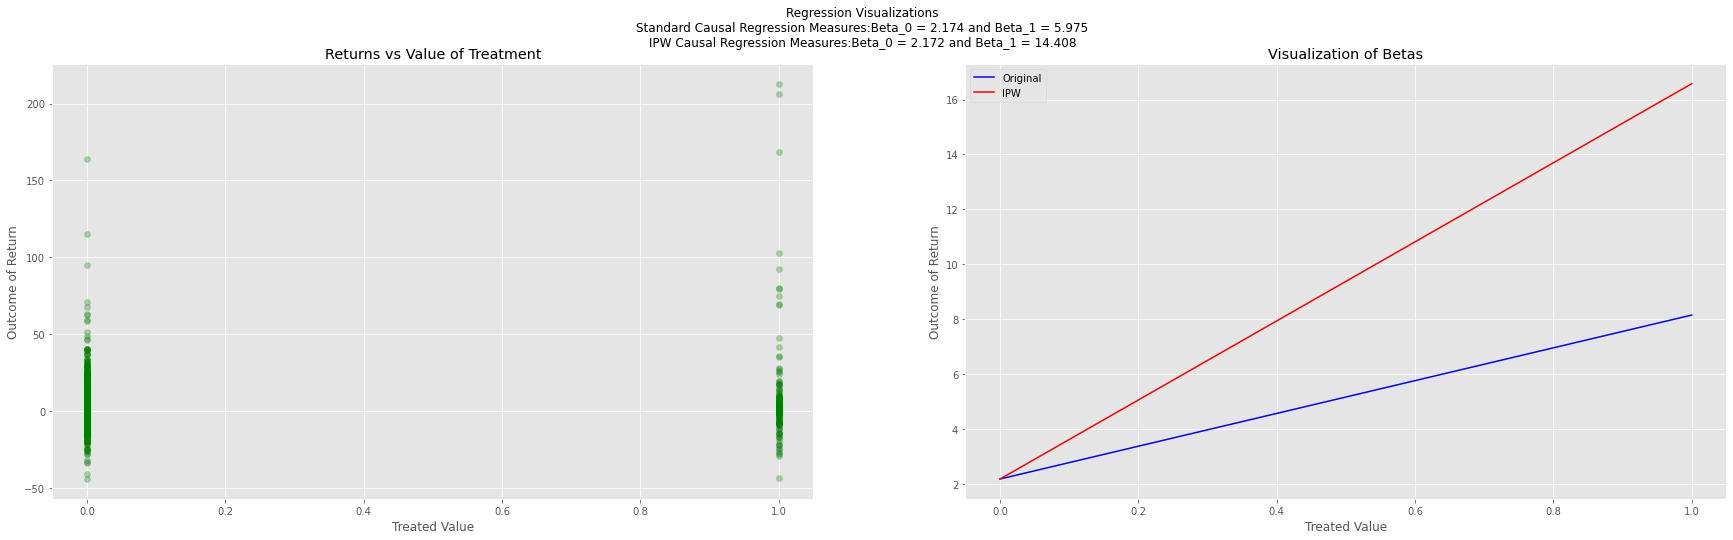 Regression Visualizations
Standard Causal Regression Measures:Beta_0 = 2.174 and Beta_1 = 5.975
IPW Causal Regression Measures:Beta_0 = 2.172 and Beta_1 = 14.408
Returns vs Value of Treatment
200
150
100
50
0
−50
Outcome of Return
0.0 0.2 0.4 0.6 0.8 1.0
Treated Value
Visualization of Betas
Original
IPW
16
14
12
10
8
6
4
2
Outcome of Return
0.0 0.2 0.4 0.6 0.8 1.0
Treated Value